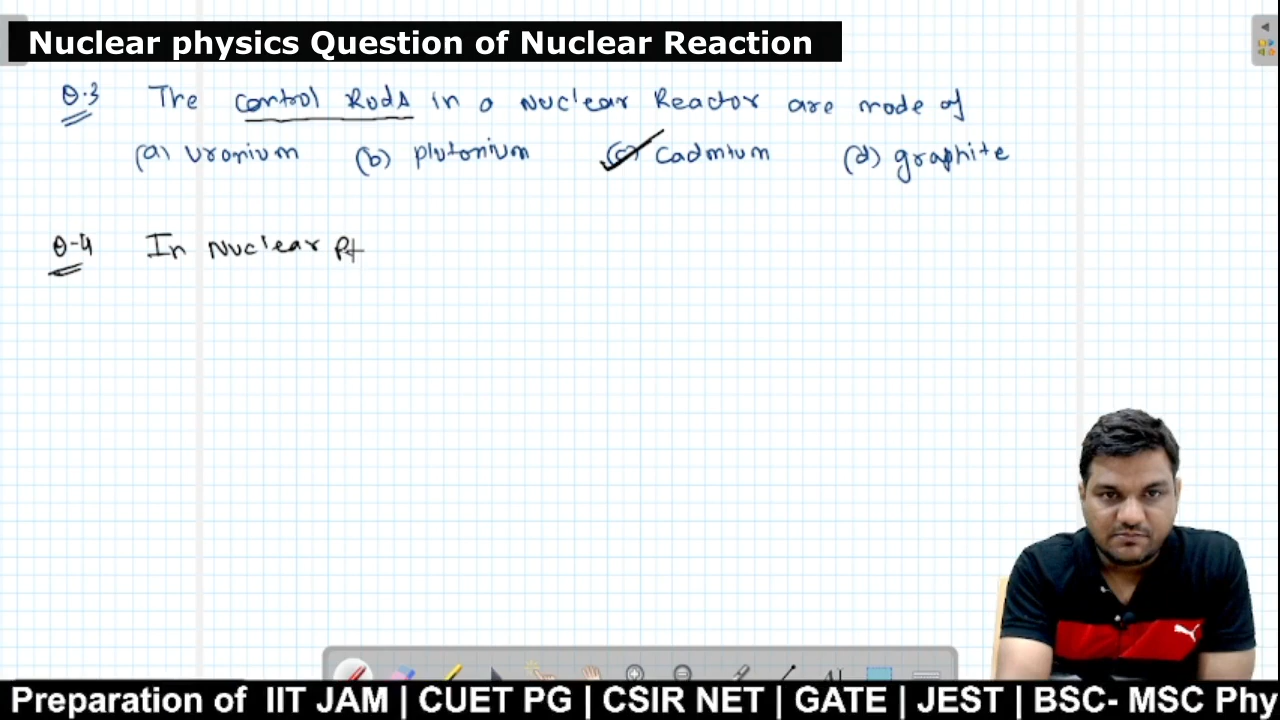 Nuclear physics Question of Nuclear Reaction
Q.3 The control Rods in a Nuclear Reactor are made of
(a) uranium (b) plutonium (c) cadmium (d) graphite
Q-4 In Nuclear
Preparation of IIT JAM | CUET PG | CSIR NET | GATE | JEST | BSC- MSC Phy